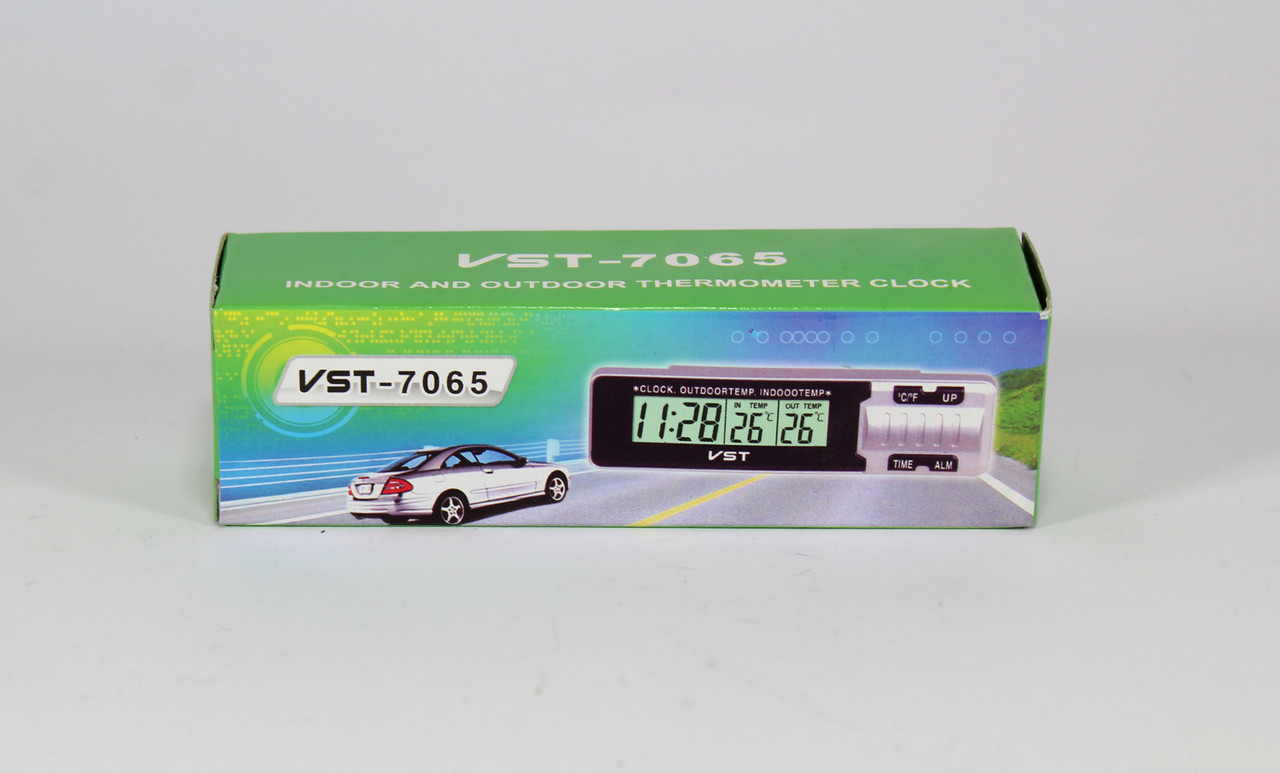 VST-7065
INDOOR AND OUTDOOR THERMOMETER CLOCK
VST-7065
*CLOCK. OUTDOORTEMP. INDOOOTEMP*
11:28
IN TEMP
26°C
OUT TEMP
26°C
VST
°C/°F UP
TIME ALM